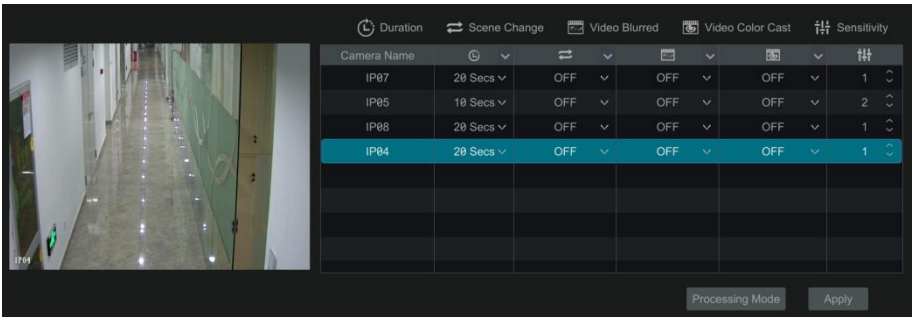 Duration Scene Change Video Blurred Video Color Cast Sensitivity
Camera Name
IP07 20 Secs OFF OFF OFF 1
IP05 10 Secs OFF OFF OFF 2
IP08 20 Secs OFF OFF OFF 1
IP04 20 Secs OFF OFF OFF 1
IP04
Processing Mode Apply